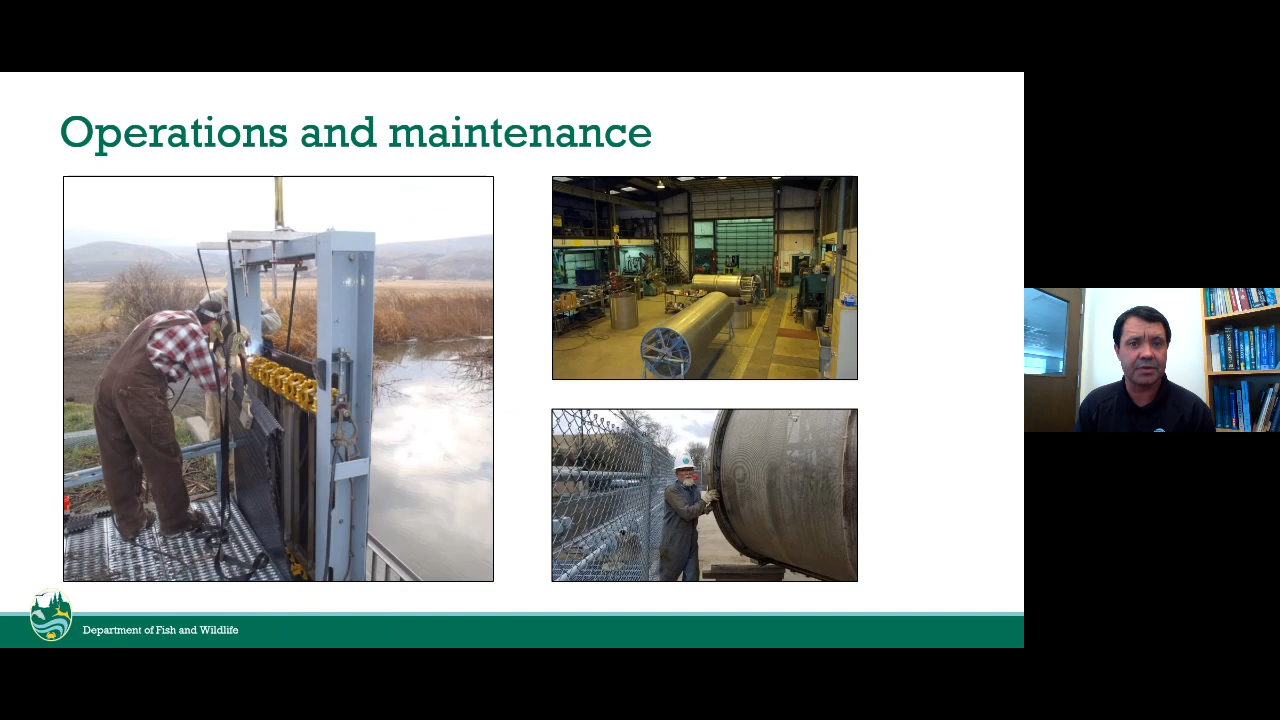 Operations and maintenance
Department of Fish and Wildlife